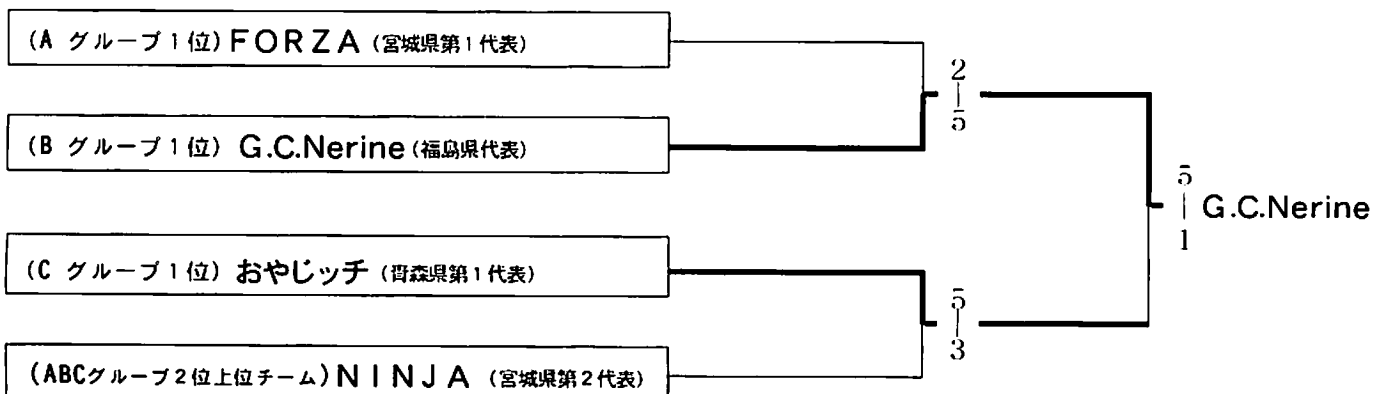 (A グループ1位) FORZA (宮城県第1代表)
2
|
5
(B グループ1位) G.C.Nerine (福島県代表)
5
| G.C.Nerine
1
(C グループ1位) おやじッチ (青森県第1代表)
5
|
3
(ABCグループ2位上位チーム) NINJA (宮城県第2代表)